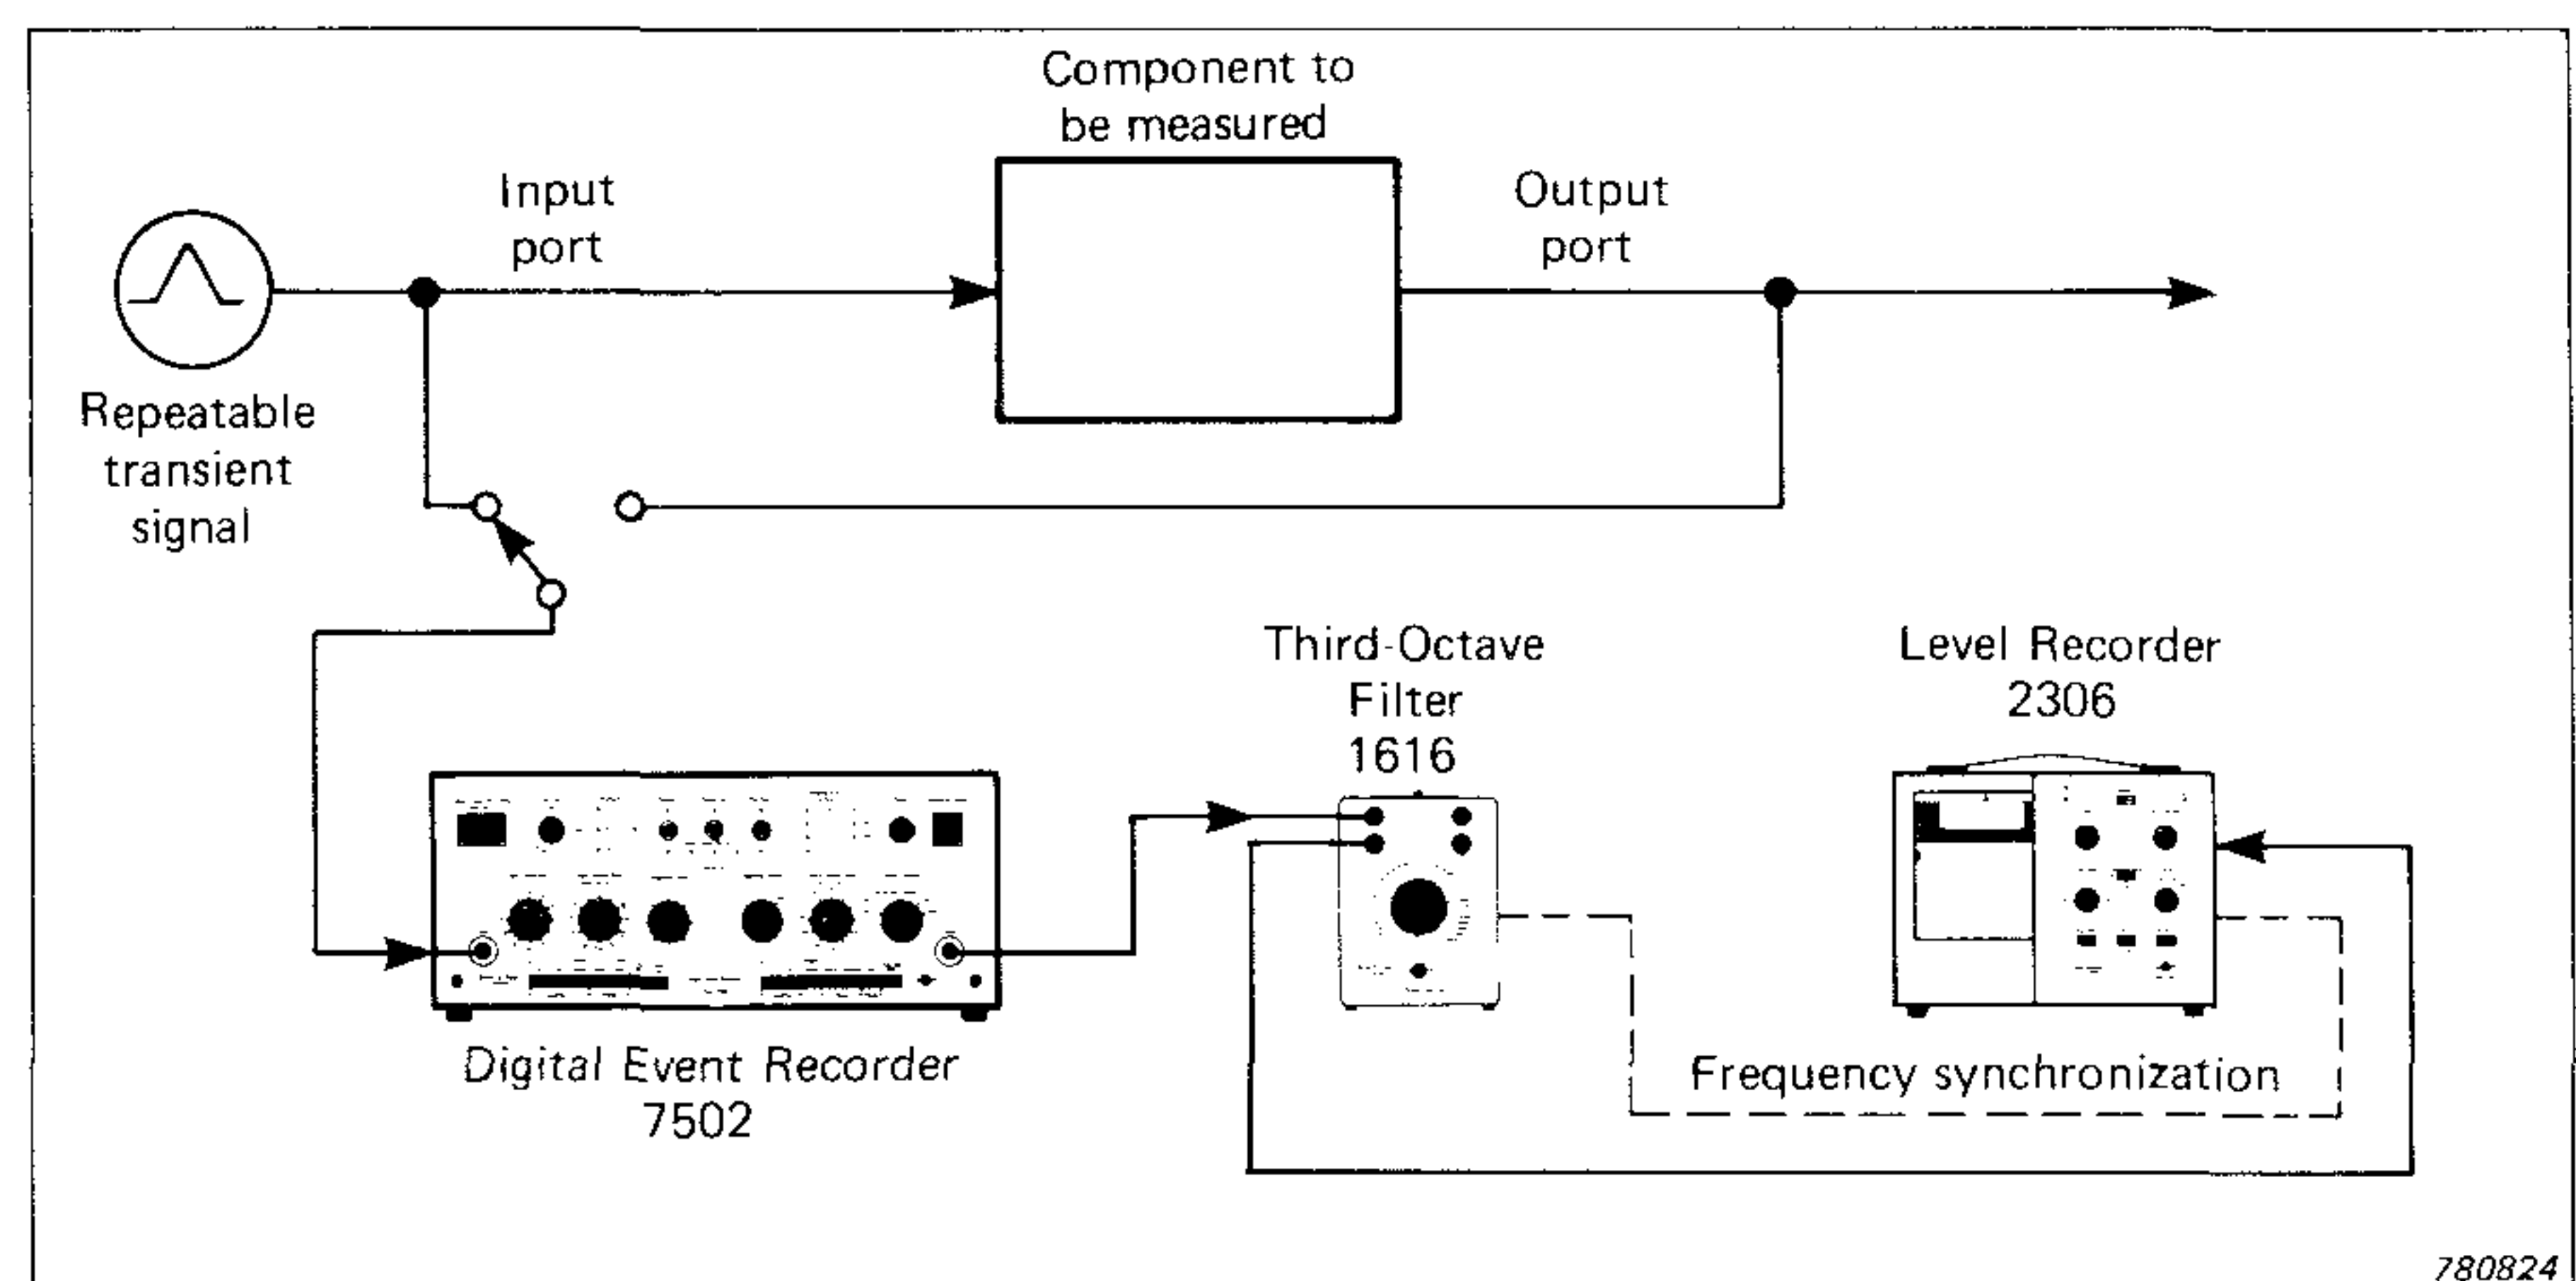 Component to
be measured
Input
port
Output
port
Repeatable
transient
signal
Third-Octave
Filter
1616
Level Recorder
2306
Digital Event Recorder
7502
Frequency synchronization
780824